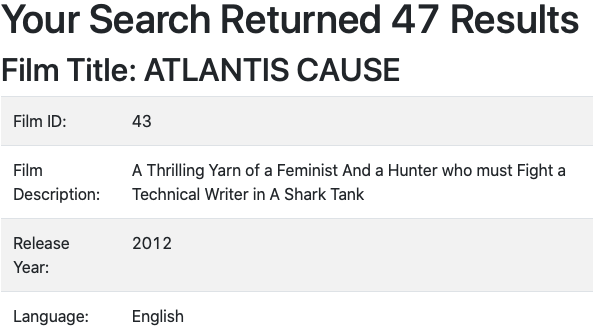 Your Search Returned 47 Results
Film Title: ATLANTIS CAUSE
Film ID: 43
Film A Thrilling Yarn of a Feminist And a Hunter who must Fight a
Description: Technical Writer in A Shark Tank
Release 2012
Year:
Language: English